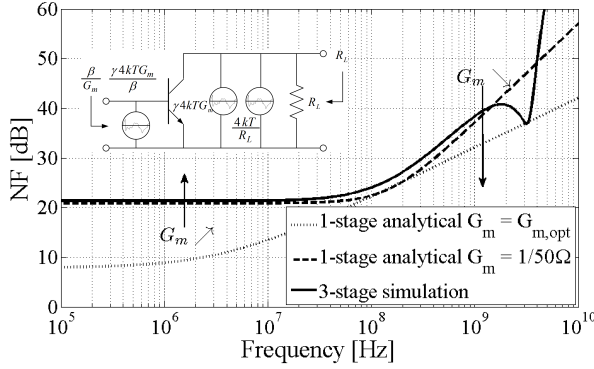 60
50
40
30
20
10
0
NF [dB]
β
G_m
γ4kTG_m
β
γ4kTG_m
4kT
R_L
R_L
R_L
G_m
G_m
1-stage analytical G_m = G_m,opt
1-stage analytical G_m = 1/50Ω
3-stage simulation
10^5 10^6 10^7 10^8 10^9 10^10
Frequency [Hz]